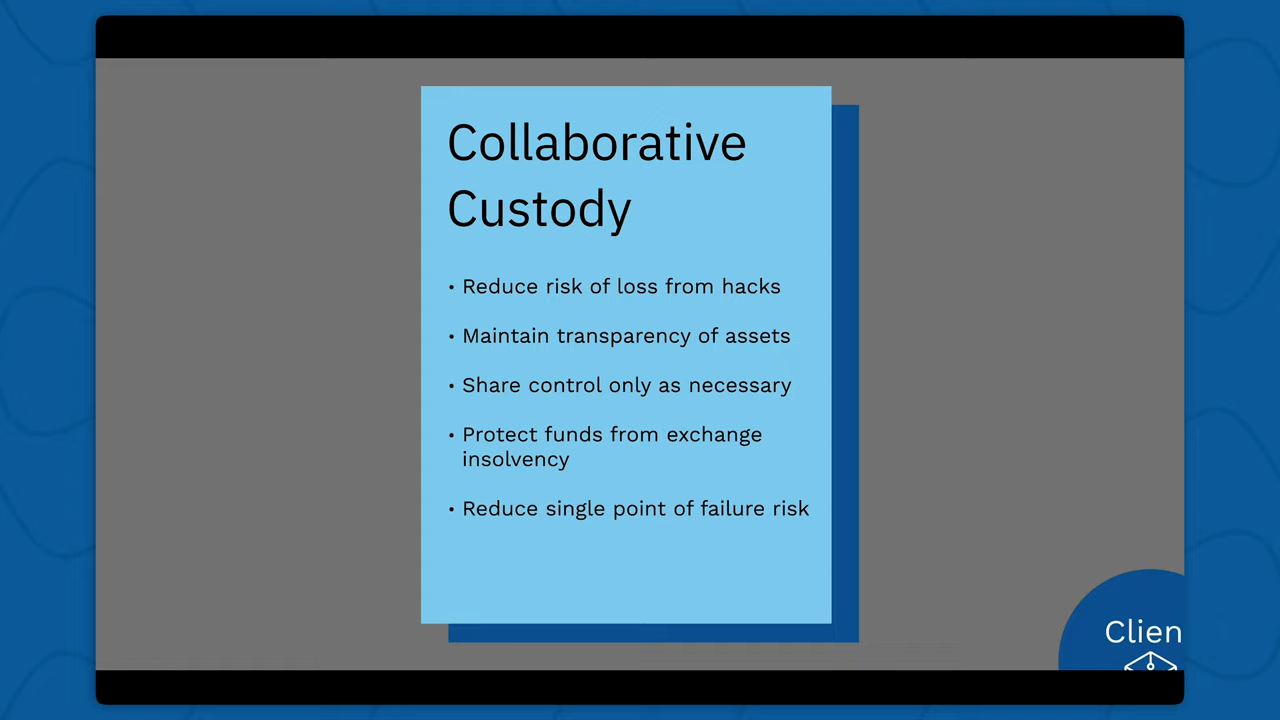 Collaborative
Custody
• Reduce risk of loss from hacks
• Maintain transparency of assets
• Share control only as necessary
• Protect funds from exchange
insolvency
• Reduce single point of failure risk
Clien